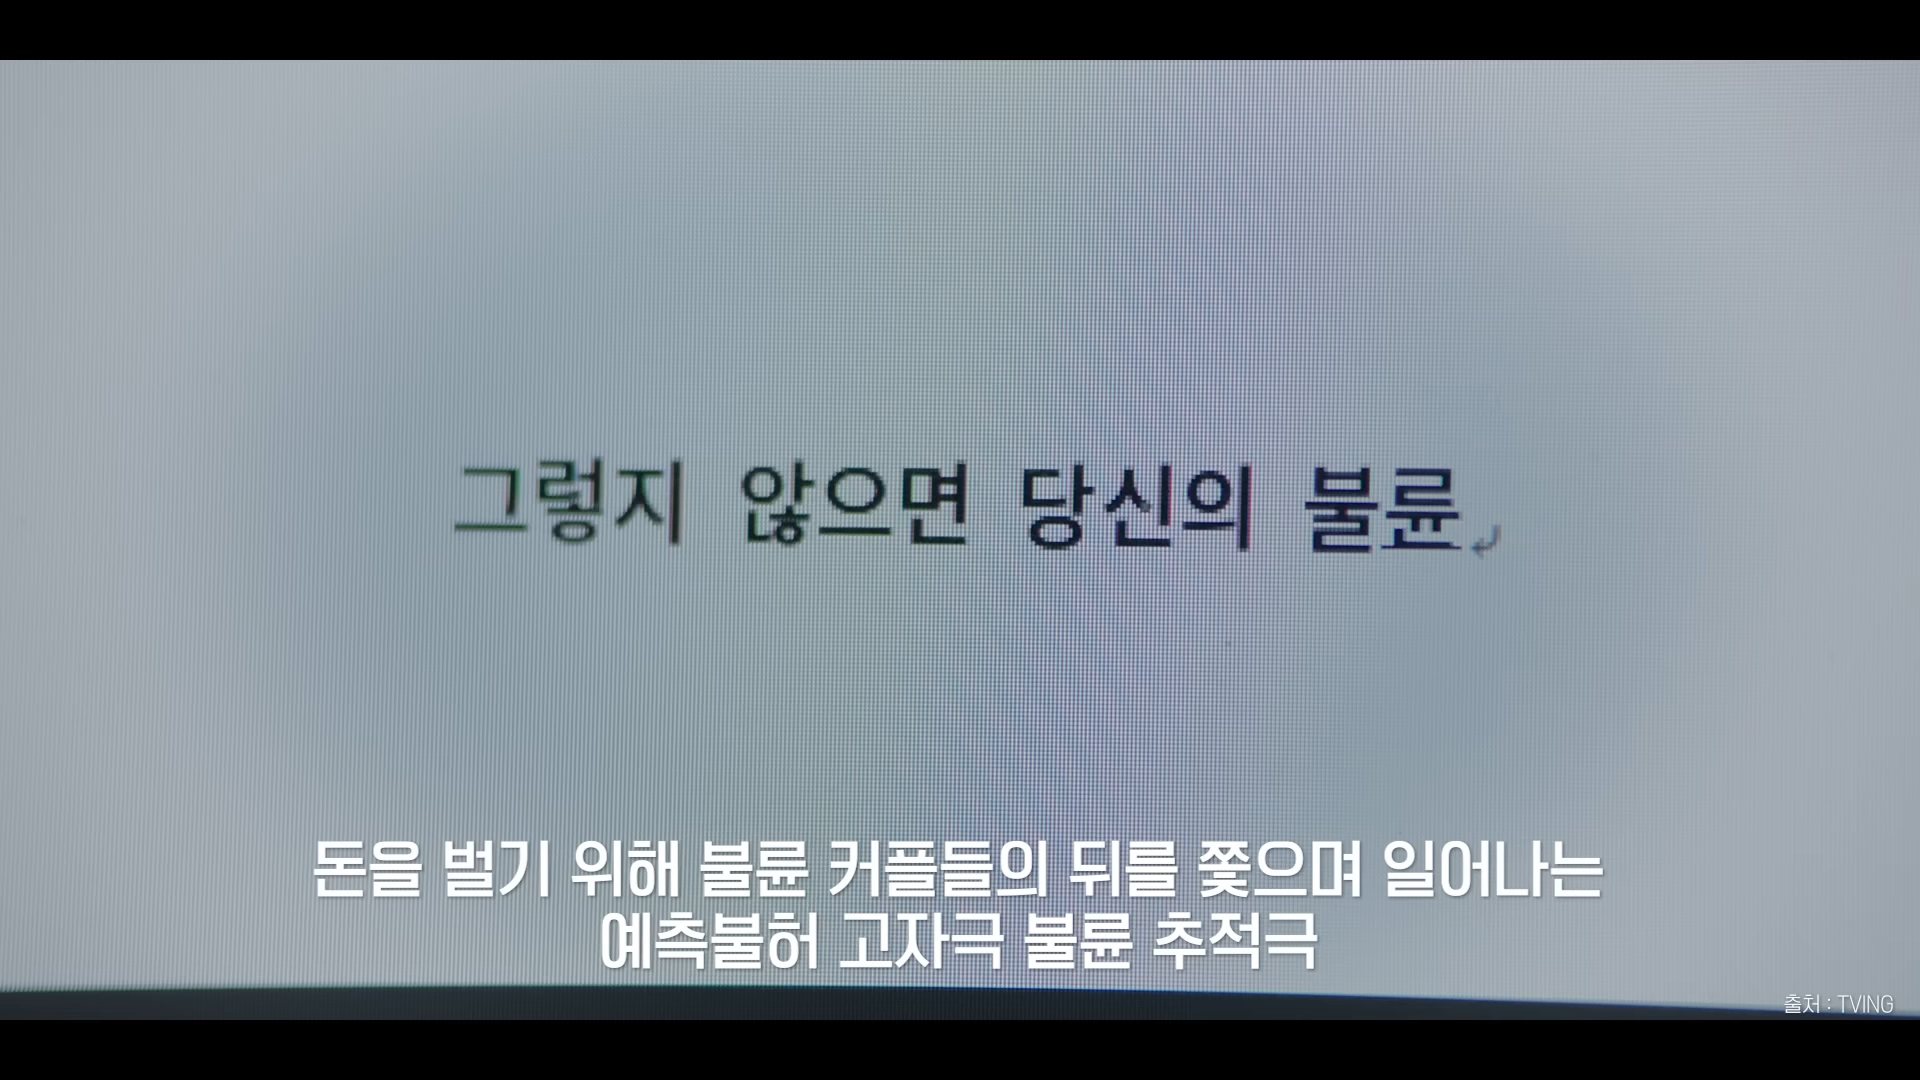 그렇지 않으면 당신의 불륜
돈을 벌기 위해 불륜 커플들의 뒤를 쫓으며 일어나는
예측불허 고자극 불륜 추적극
출처 : TVING